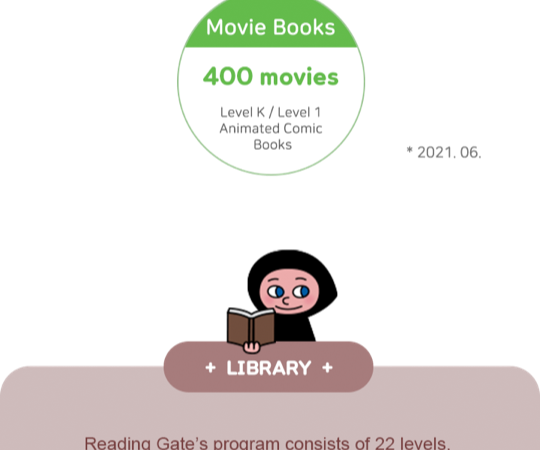 Movie Books
400 movies
Level K / Level 1
Animated Comic
Books
* 2021. 06.
+ LIBRARY +
Reading Gate's program consists of 22 levels.